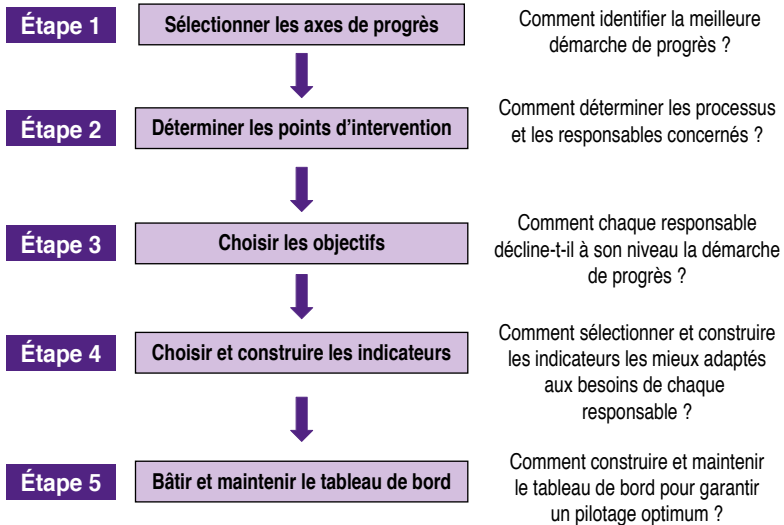 Étape 1
Sélectionner les axes de progrès
Comment identifier la meilleure
démarche de progrès ?
Étape 2
Déterminer les points d'intervention
Comment déterminer les processus
et les responsables concernés ?
Étape 3
Choisir les objectifs
Comment chaque responsable
décline-t-il à son niveau la démarche
de progrès ?
Étape 4
Choisir et construire les indicateurs
Comment sélectionner et construire
les indicateurs les mieux adaptés
aux besoins de chaque
responsable ?
Étape 5
Bâtir et maintenir le tableau de bord
Comment construire et maintenir
le tableau de bord pour garantir
un pilotage optimum ?